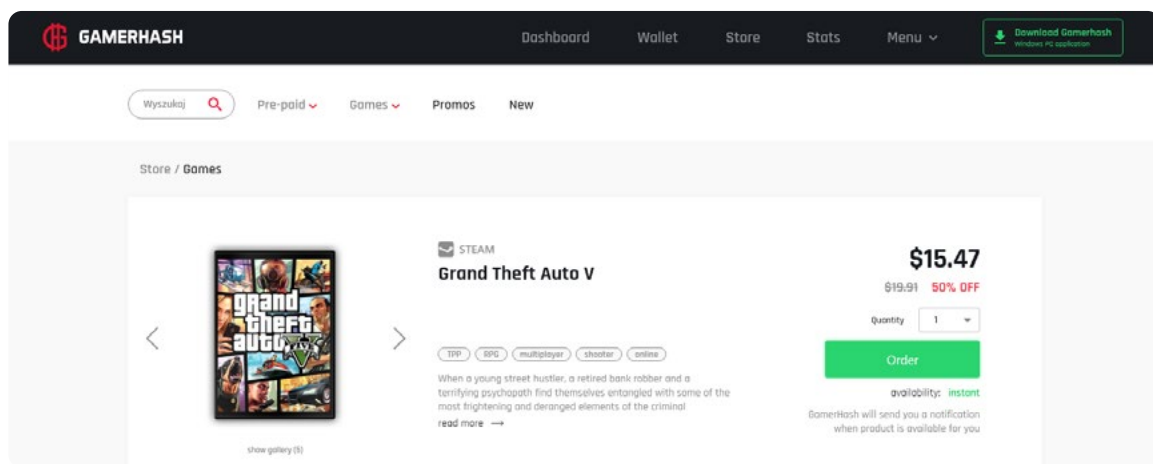 GAMERHASH
Dashboard
Wallet
Store
Stats
Menu
Download Gamerhash
Windows PC application
Wyszukaj
Pre-paid
Games
Promos
New
Store / Games
grand
theft
auto
V
STEAM
Grand Theft Auto V
TPP
RPG
multiplayer
shooter
online
When a young street hustler, a retired bank robber and a
terrifying psychopath find themselves entangled with some of the
most frightening and deranged elements of the criminal
read more
show gallery (5)
$15.47
$19.91 50% OFF
Quantity 1
Order
availability: instant
GamerHash will send you a notification
when product is available for you